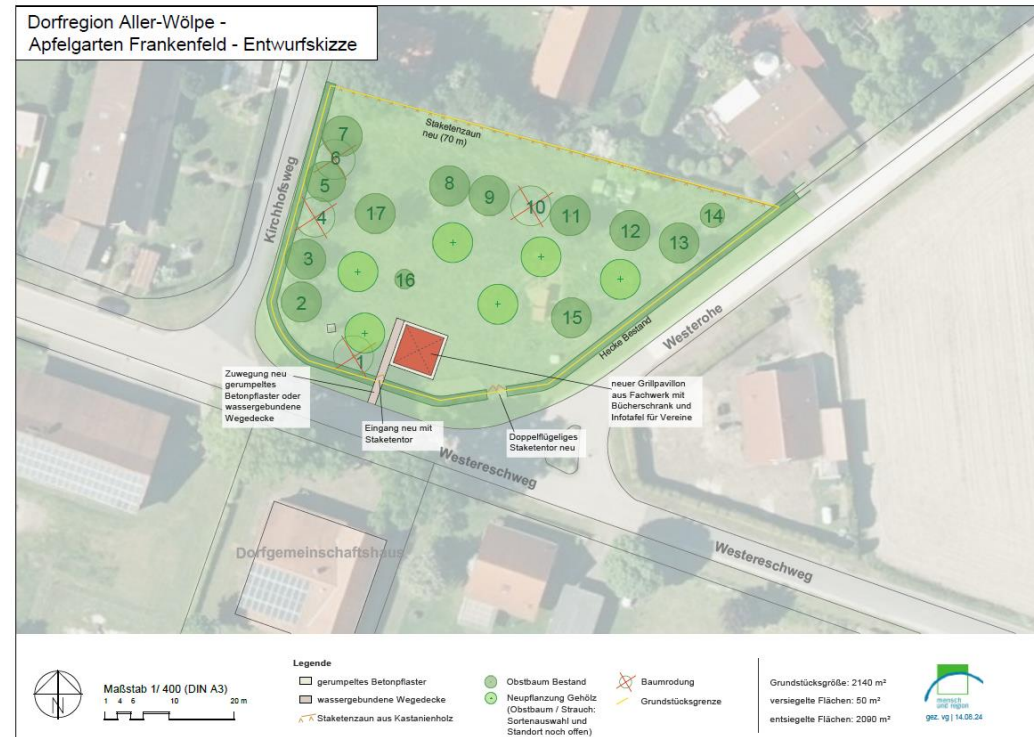 Dorfregion Aller-Wölpe -
Apfelgarten Frankenfeld - Entwurfskizze
Staketenzaun
neu (70 m)
Kirchhofsweg
7
6
5
4
3
2
1
17
8
9
10
11
12
13
14
16
15
Hecke Bestand
Westerohe
Zuwegung neu
gerumpeltes
Betonpflaster oder
wassergebundene
Wegedecke
Eingang neu mit
Staketentor
Doppelflügeliges
Staketentor neu
neuer Grillpavillon
aus Fachwerk mit
Bücherschrank und
Infotafel für Vereine
Westereschweg
Westereschweg
Dorfgemeinschaftshaus
Maßstab 1/ 400 (DIN A3)
1 4 6 10 20 m
Legende
gerumpeltes Betonpflaster
wassergebundene Wegedecke
Staketenzaun aus Kastanienholz
Obstbaum Bestand
Neupflanzung Gehölz
(Obstbaum / Strauch:
Sortenauswahl und
Standort noch offen)
Baumrodung
Grundstücksgrenze
Grundstücksgröße: 2140 m²
versiegelte Flächen: 50 m²
entsiegelte Flächen: 2090 m²
mensch
und region
gez. vg | 14.08.24